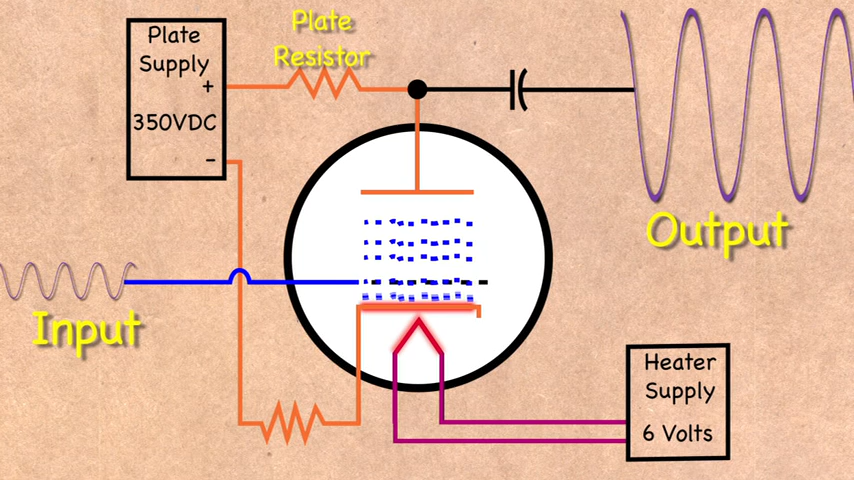 Plate
Supply
+
350VDC
-
Plate
Resistor
Output
Input
Heater
Supply
6 Volts